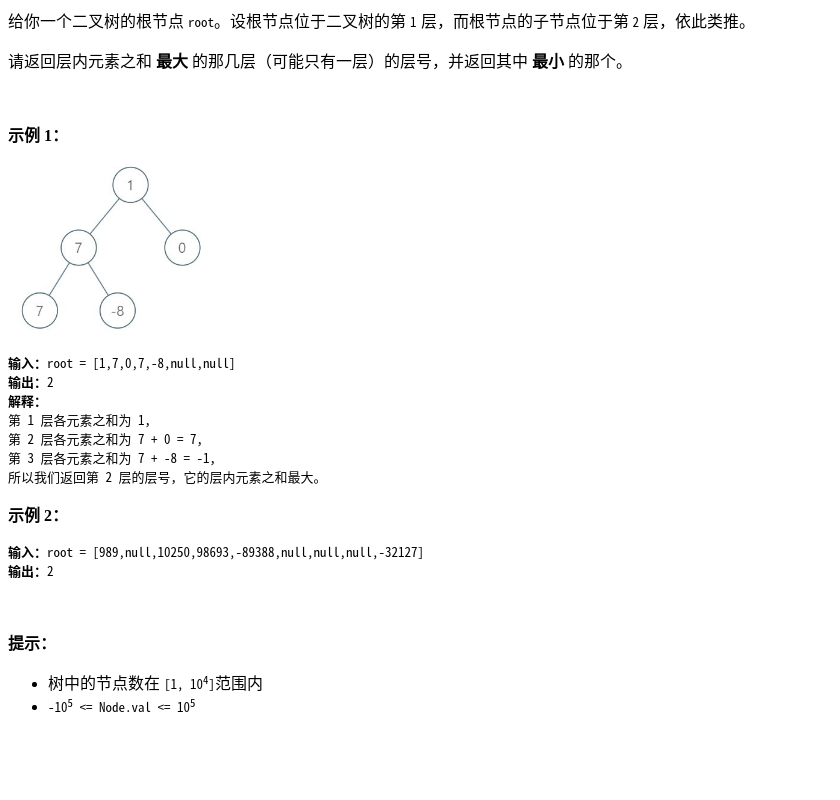 给你一个二叉树的根节点 root。设根节点位于二叉树的第 1 层，而根节点的子节点位于第 2 层，依此类推。
请返回层内元素之和 最大 的那几层（可能只有一层）的层号，并返回其中 最小 的那个。
示例 1：
1
7
0
7
-8
输入：root = [1,7,0,7,-8,null,null]
输出：2
解释：
第 1 层各元素之和为 1，
第 2 层各元素之和为 7 + 0 = 7，
第 3 层各元素之和为 7 + -8 = -1，
所以我们返回第 2 层的层号，它的层内元素之和最大。
示例 2：
输入：root = [989,null,10250,98693,-89388,null,null,null,-32127]
输出：2
提示：
• 树中的节点数在 [1, 10⁴]范围内
• -10⁵ <= Node.val <= 10⁵